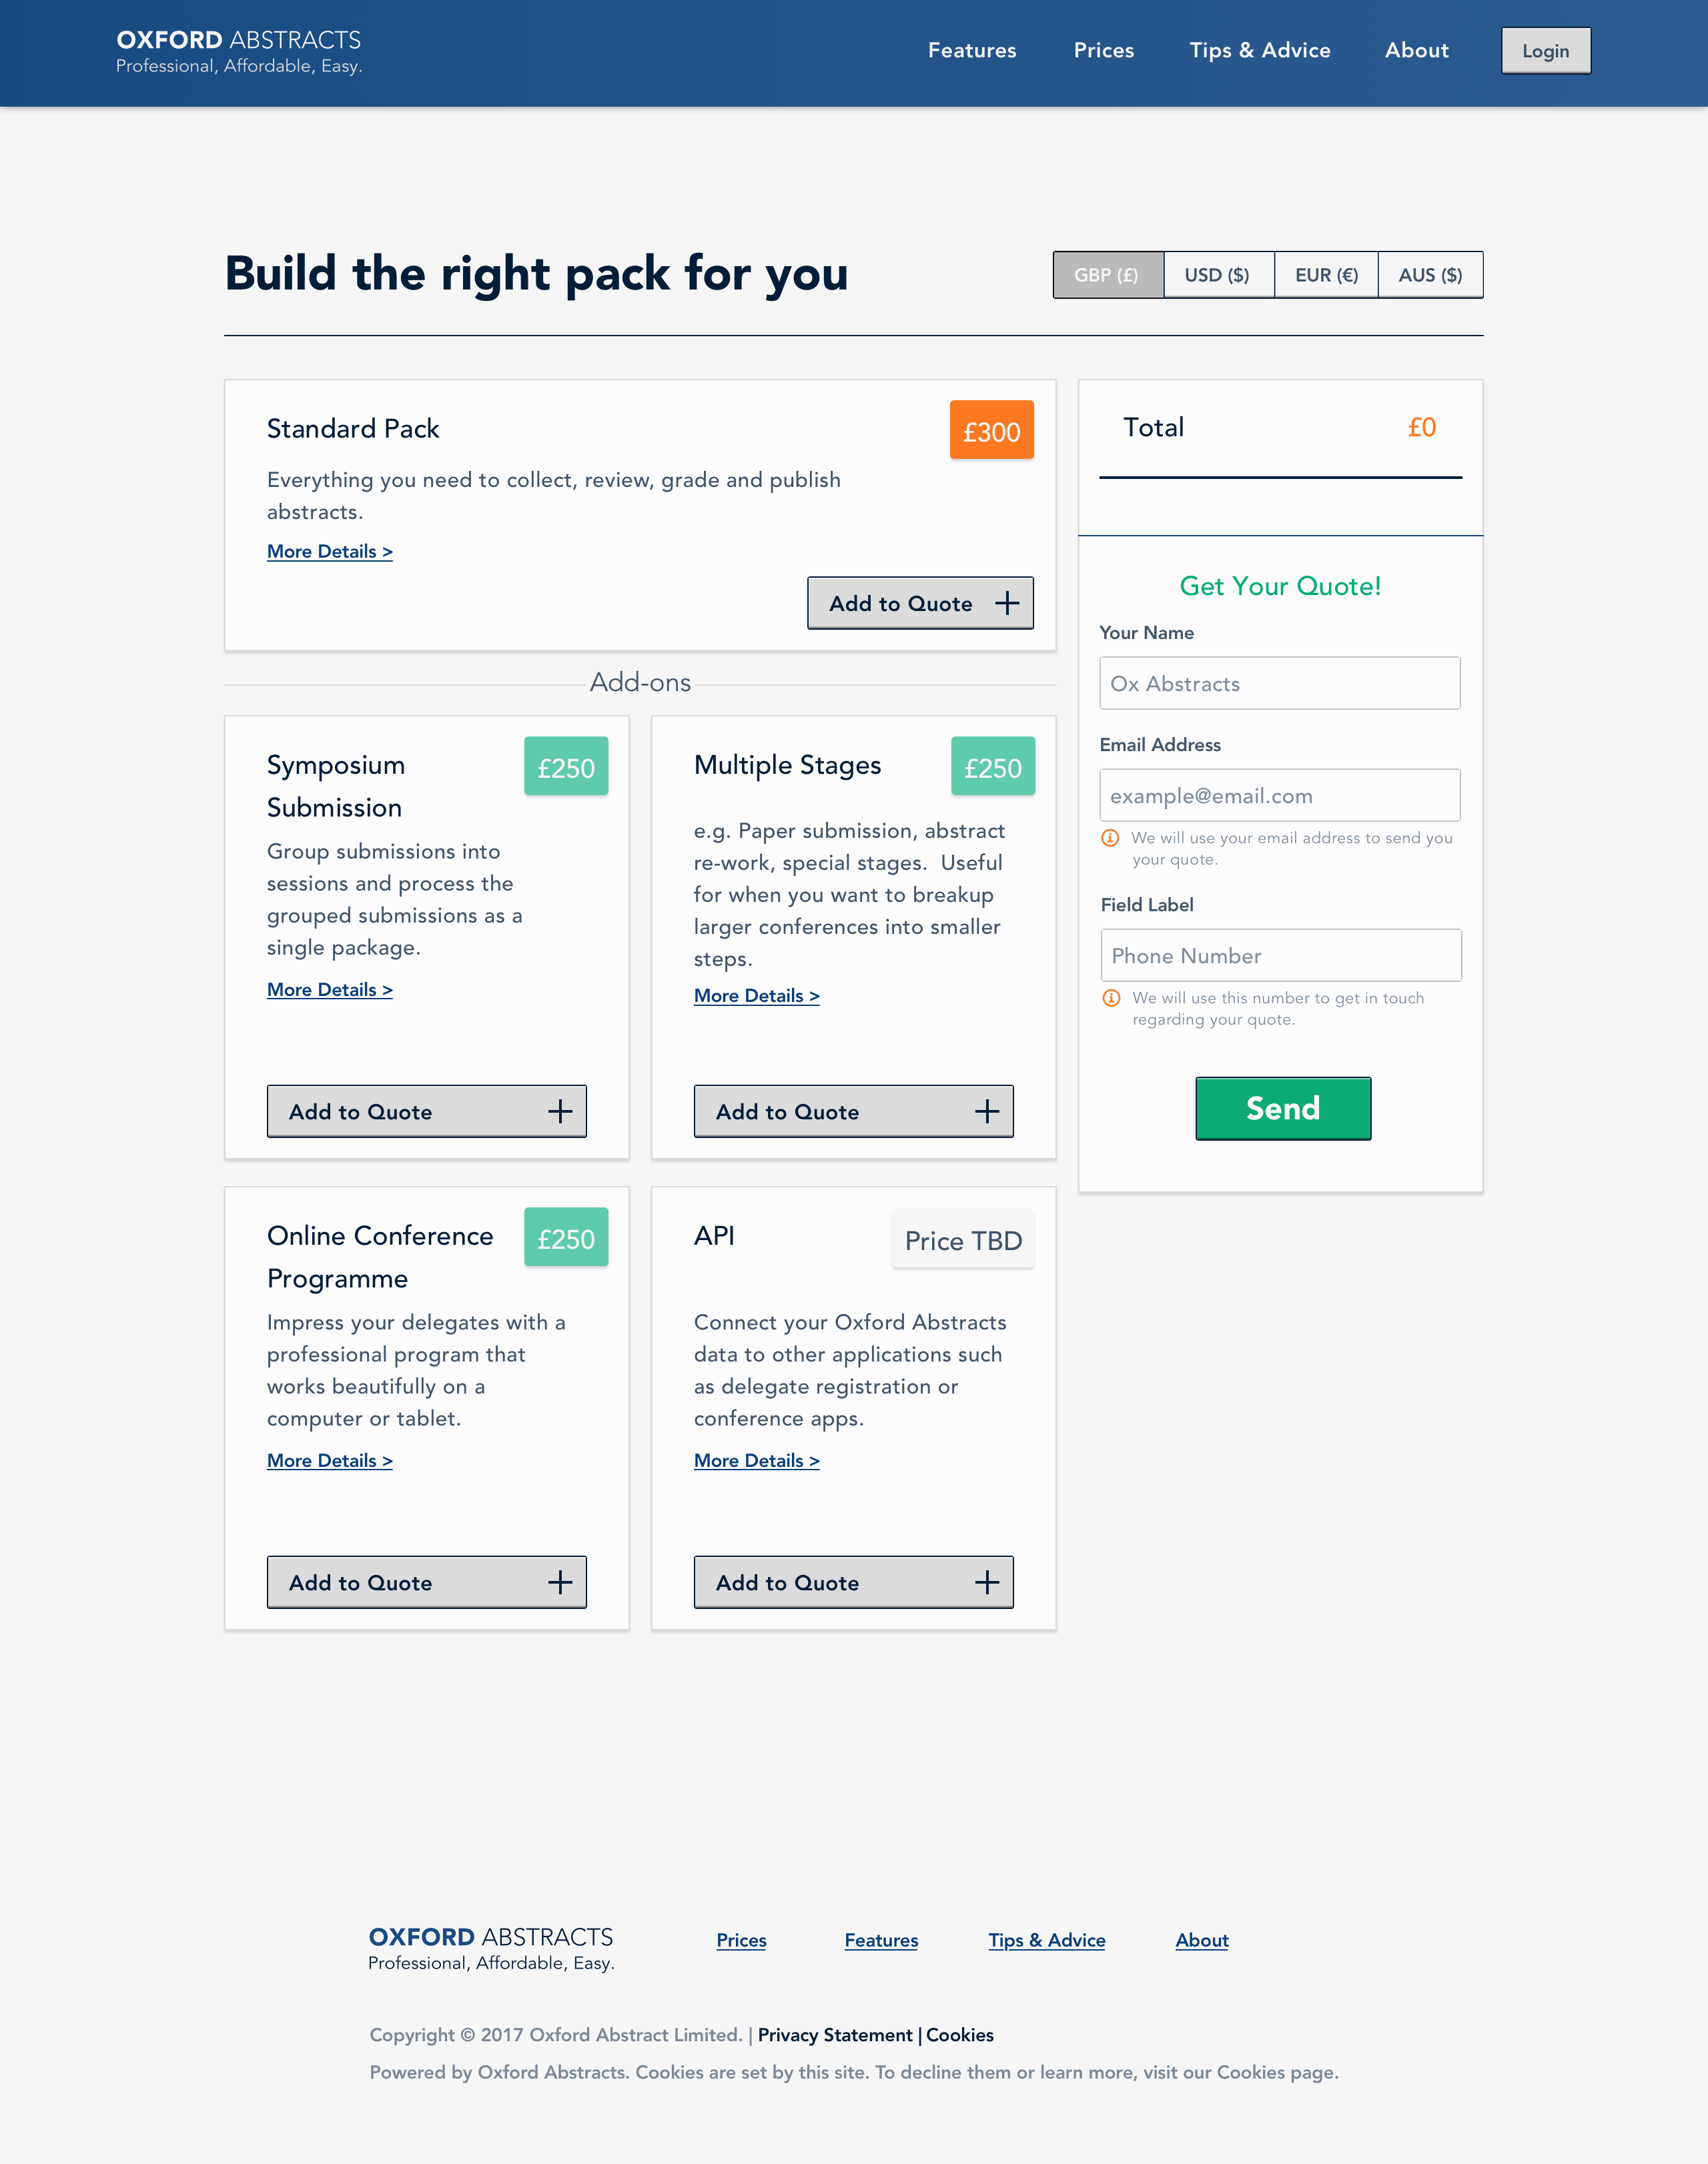 OXFORD ABSTRACTS
Professional, Affordable, Easy.
Features Prices Tips & Advice About Login
Build the right pack for you
GBP (£) USD ($) EUR (€) AUS ($)
Standard Pack
£300
Everything you need to collect, review, grade and publish
abstracts.
More Details >
Add to Quote
Add-ons
Symposium
Submission
£250
Group submissions into
sessions and process the
grouped submissions as a
single package.
More Details >
Add to Quote
Multiple Stages
£250
e.g. Paper submission, abstract
re-work, special stages.  Useful
for when you want to breakup
larger conferences into smaller
steps.
More Details >
Add to Quote
Online Conference
Programme
£250
Impress your delegates with a
professional program that
works beautifully on a
computer or tablet.
More Details >
Add to Quote
API
Price TBD
Connect your Oxford Abstracts
data to other applications such
as delegate registration or
conference apps.
More Details >
Add to Quote
Total £0
Get Your Quote!
Your Name
Ox Abstracts
Email Address
example@email.com
We will use your email address to send you
your quote.
Field Label
Phone Number
We will use this number to get in touch
regarding your quote.
Send
OXFORD ABSTRACTS
Professional, Affordable, Easy.
Prices Features Tips & Advice About
Copyright © 2017 Oxford Abstract Limited. | Privacy Statement | Cookies
Powered by Oxford Abstracts. Cookies are set by this site. To decline them or learn more, visit our Cookies page.